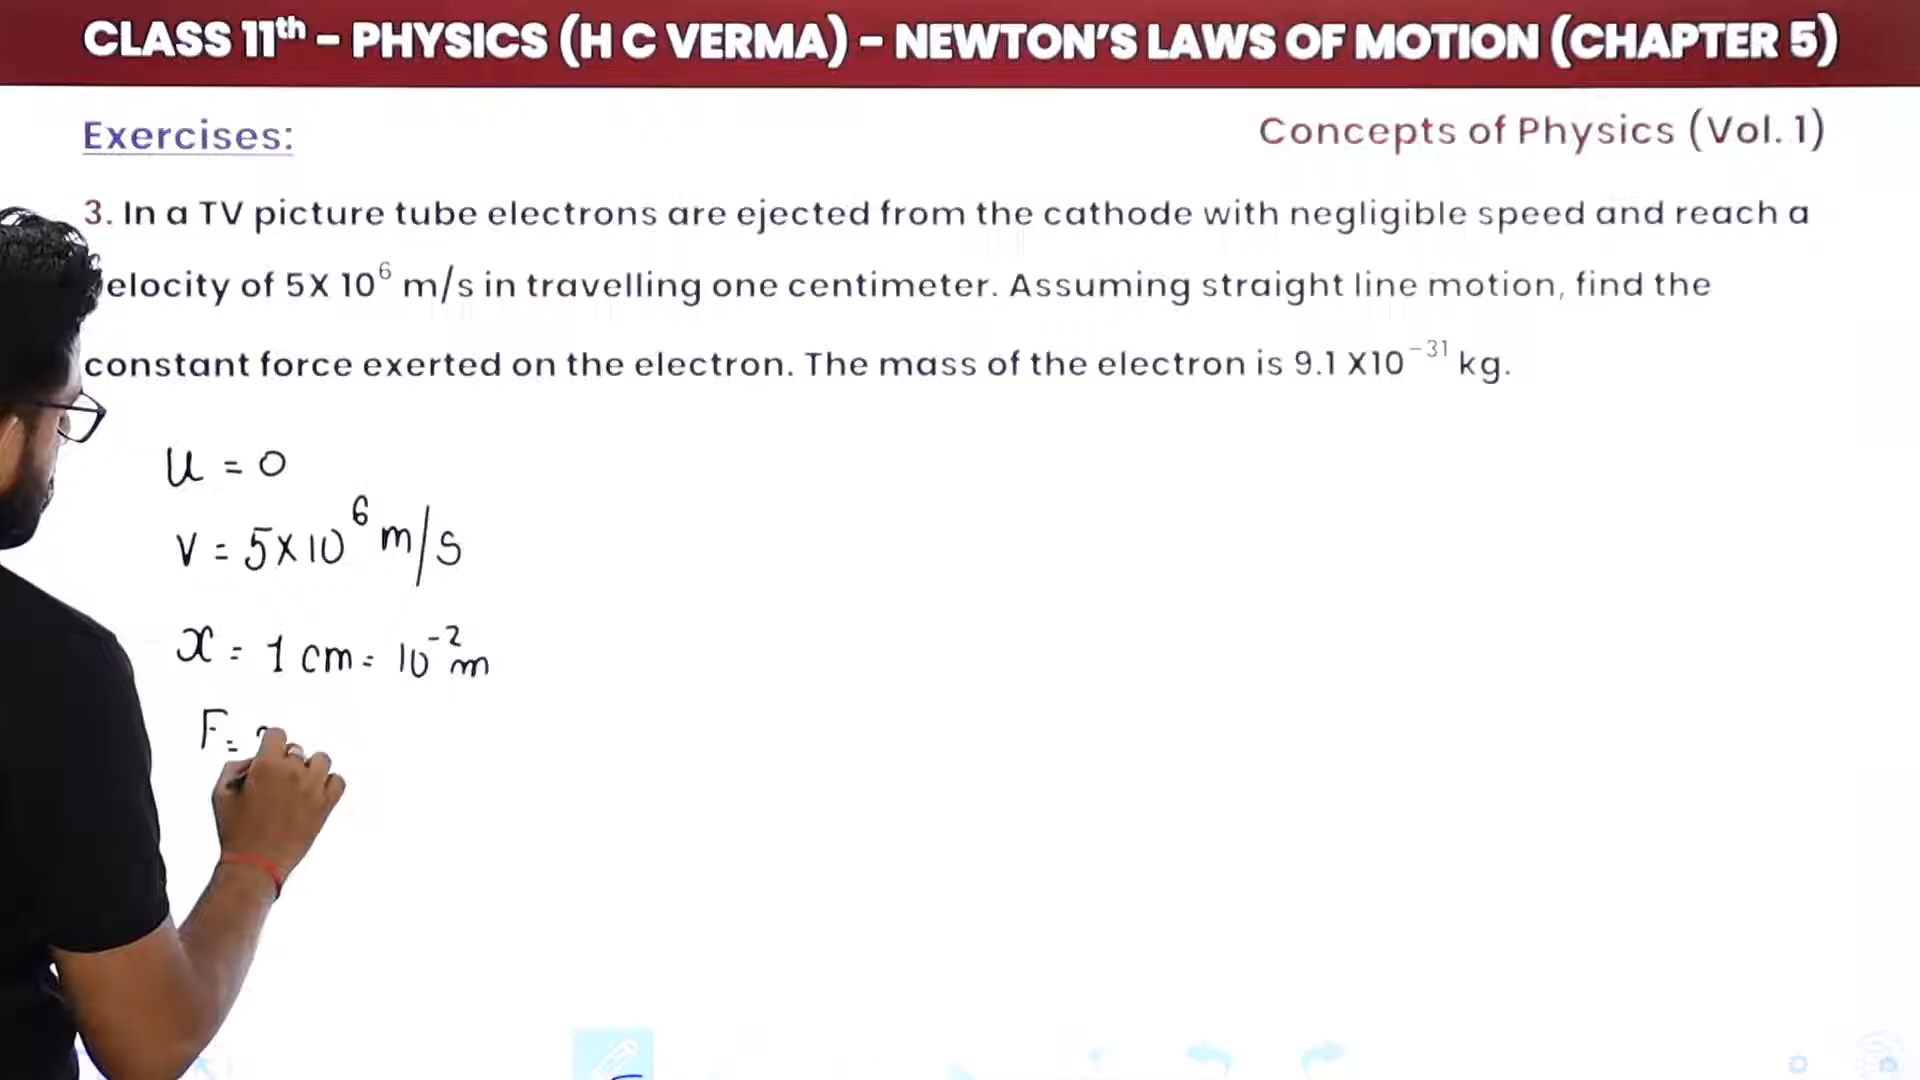 CLASS 11th - PHYSICS (H C VERMA) - NEWTON'S LAWS OF MOTION (CHAPTER 5)
Exercises:
Concepts of Physics (Vol. 1)
3. In a TV picture tube electrons are ejected from the cathode with negligible speed and reach a
elocity of 5X 10⁶ m/s in travelling one centimeter. Assuming straight line motion, find the
constant force exerted on the electron. The mass of the electron is 9.1 X10⁻³¹ kg.
u = 0
v = 5×10⁶ m/s
x = 1 cm = 10⁻² m
F =